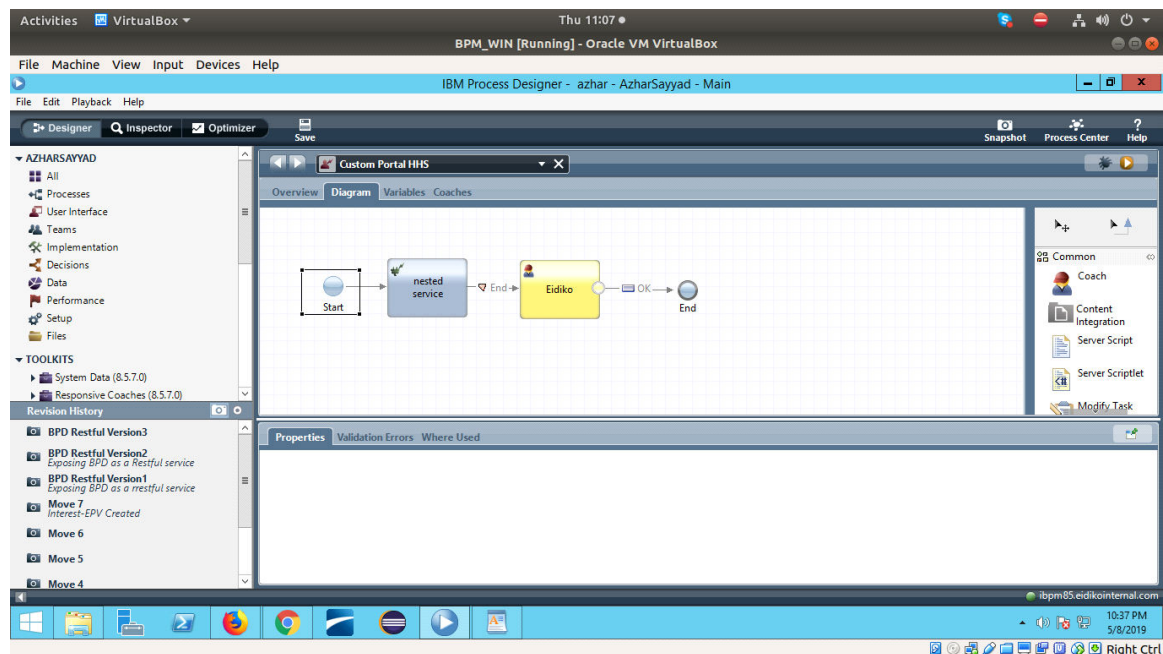 Activities VirtualBox Thu 11:07
BPM_WIN [Running] - Oracle VM VirtualBox
File Machine View Input Devices Help
IBM Process Designer - azhar - AzharSayyad - Main
File Edit Playback Help
Designer Inspector Optimizer Save Snapshot Process Center Help
AZHARSAYYAD
All
Processes
User Interface
Teams
Implementation
Decisions
Data
Performance
Setup
Files
TOOLKITS
System Data (8.5.7.0)
Responsive Coaches (8.5.7.0)
Revision History
BPD Restful Version3
BPD Restful Version2
Exposing BPD as a Restful service
BPD Restful Version1
Exposing BPD as a rrestful service
Move 7
Interest-EPV Created
Move 6
Move 5
Move 4
Custom Portal HHS
Overview Diagram Variables Coaches
Start
nested
service
End
Eidiko
OK
End
Common
Coach
Content
Integration
Server Script
Server Scriptlet
Modify Task
Properties Validation Errors Where Used
ibpm85.eidikointernal.com
10:37 PM
5/8/2019
Right Ctrl